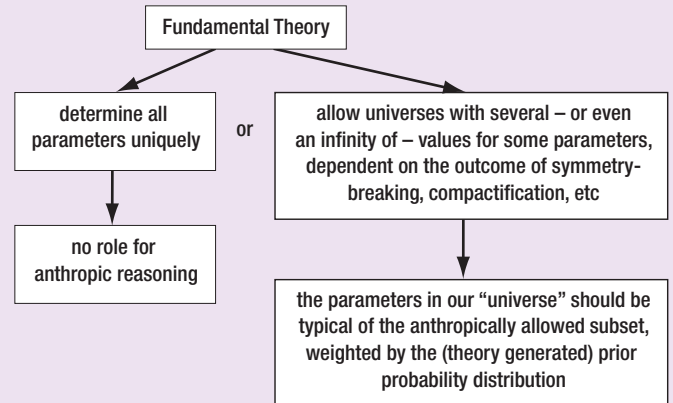 Fundamental Theory
determine all
parameters uniquely
or
allow universes with several – or even
an infinity of – values for some parameters,
dependent on the outcome of symmetry-
breaking, compactification, etc
no role for
anthropic reasoning
the parameters in our “universe” should be
typical of the anthropically allowed subset,
weighted by the (theory generated) prior
probability distribution